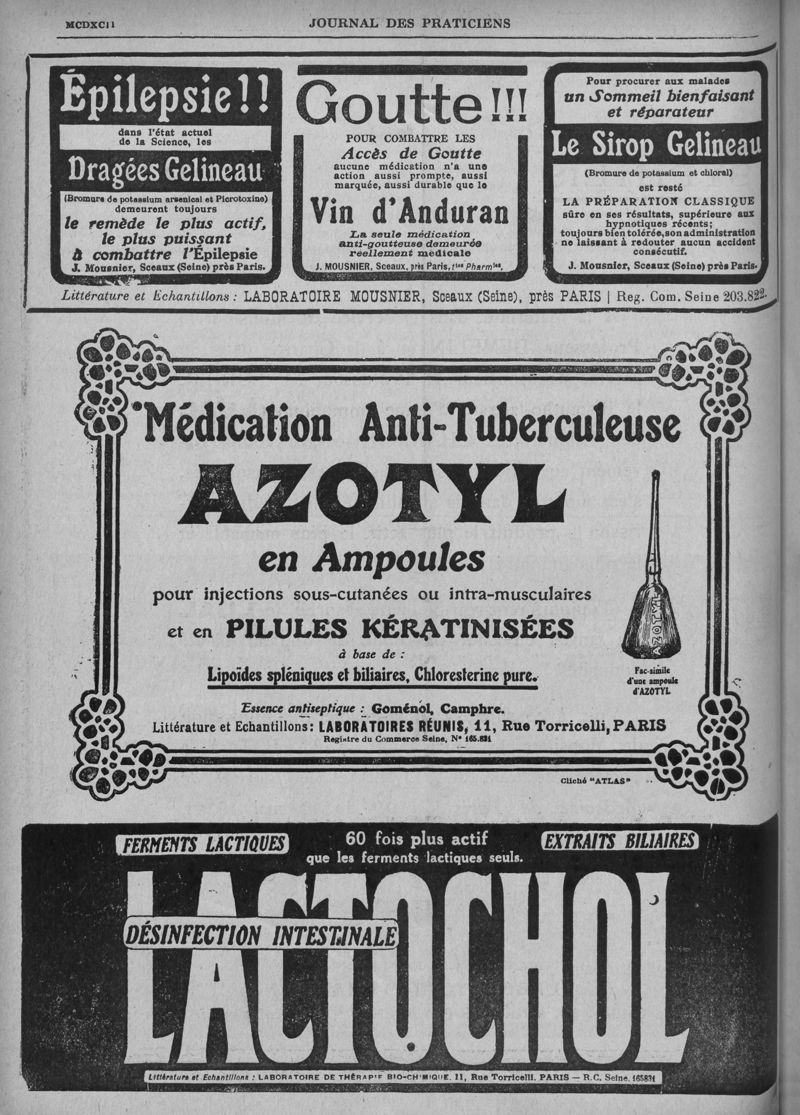 MCDXCII
JOURNAL DES PRATICIENS
Épilepsie!!
dans l'état actuel
de la Science, les
Dragées Gelineau
(Bromure de potassium arsenical et Picrotoxine)
demeurent toujours
le remède le plus actif,
le plus puissant
à combattre l'Épilepsie
J. Mousnier, Sceaux (Seine) près Paris.
Goutte!!!
POUR COMBATTRE LES
Accès de Goutte
aucune médication n'a une
action aussi prompte, aussi
marquée, aussi durable que le
Vin d'Anduran
La seule médication
anti-goutteuse demeurée
réellement médicale
J. MOUSNIER, Sceaux, près Paris, & ttes Pharmies.
Pour procurer aux malades
un Sommeil bienfaisant
et réparateur
Le Sirop Gelineau
(Bromure de potassium et chloral)
est resté
LA PRÉPARATION CLASSIQUE
sûre en ses résultats, supérieure aux
hypnotiques récents;
toujours bien tolérée, son administration
ne laissant à redouter aucun accident
consécutif.
J. Mousnier, Sceaux (Seine) près Paris.
Littérature et Echantillons : LABORATOIRE MOUSNIER, Sceaux (Seine), près PARIS | Reg. Com. Seine 203.822.
Médication Anti-Tuberculeuse
AZOTYL
en Ampoules
pour injections sous-cutanées ou intra-musculaires
et en PILULES KÉRATINISÉES
à base de :
Lipoïdes spléniques et biliaires, Chloresterine pure.
AZOTYL
Fac-simile
d'une ampoule
d'AZOTYL
Essence antiseptique : Goménol, Camphre.
Littérature et Echantillons: LABORATOIRES RÉUNIS, 11, Rue Torricelli, PARIS
Registre du Commerce Seine, N° 165.831
Cliché "ATLAS"
FERMENTS LACTIQUES
60 fois plus actif
que les ferments lactiques seuls.
EXTRAITS BILIAIRES
LACTOCHOL
DÉSINFECTION INTESTINALE
Littérature et Echantillons : LABORATOIRE DE THÉRAPIE BIO-CHIMIQUE, 11, Rue Torricelli, PARIS — R.C. Seine, 165831